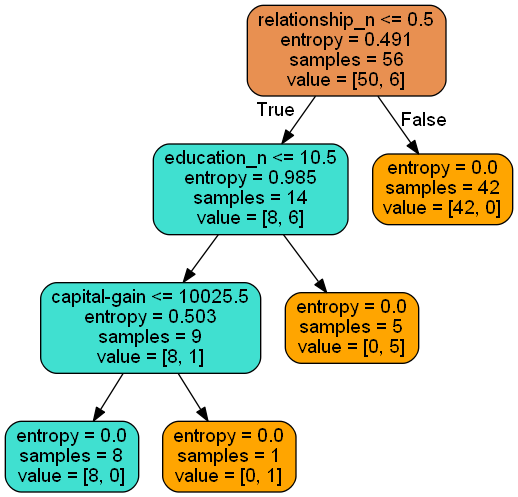 relationship_n <= 0.5
entropy = 0.491
samples = 56
value = [50, 6]
True
False
education_n <= 10.5
entropy = 0.985
samples = 14
value = [8, 6]
entropy = 0.0
samples = 42
value = [42, 0]
capital-gain <= 10025.5
entropy = 0.503
samples = 9
value = [8, 1]
entropy = 0.0
samples = 5
value = [0, 5]
entropy = 0.0
samples = 8
value = [8, 0]
entropy = 0.0
samples = 1
value = [0, 1]